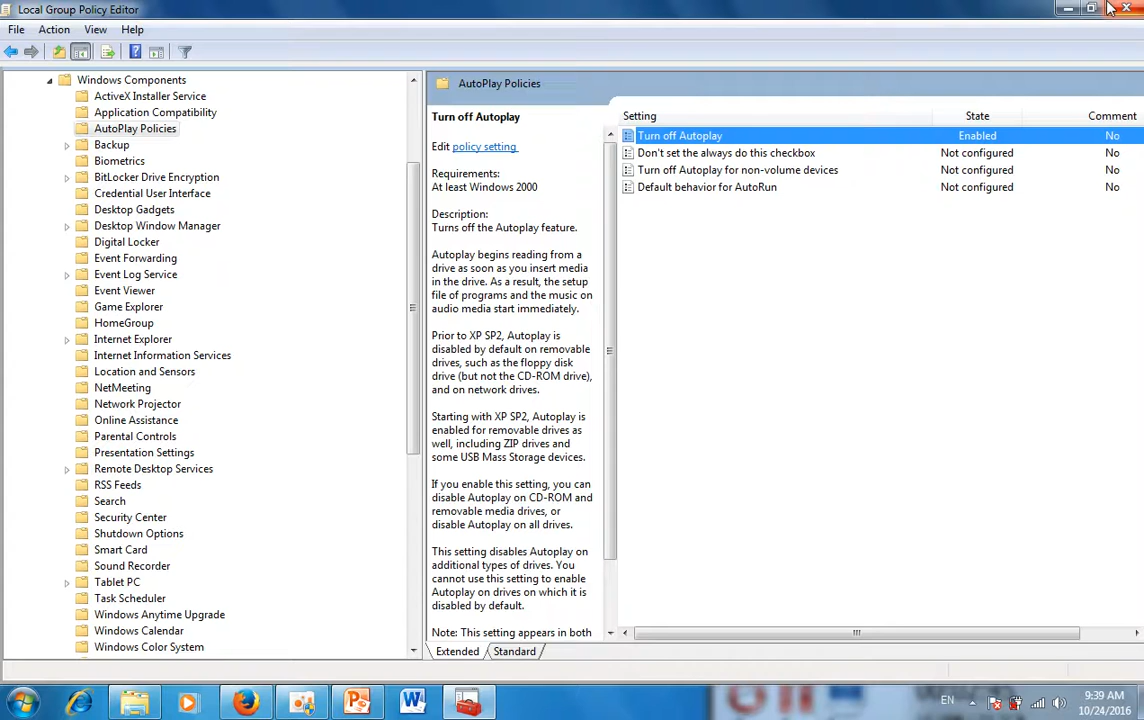 Local Group Policy Editor
File Action View Help
Windows Components
ActiveX Installer Service
Application Compatibility
AutoPlay Policies
Backup
Biometrics
BitLocker Drive Encryption
Credential User Interface
Desktop Gadgets
Desktop Window Manager
Digital Locker
Event Forwarding
Event Log Service
Event Viewer
Game Explorer
HomeGroup
Internet Explorer
Internet Information Services
Location and Sensors
NetMeeting
Network Projector
Online Assistance
Parental Controls
Presentation Settings
Remote Desktop Services
RSS Feeds
Search
Security Center
Shutdown Options
Smart Card
Sound Recorder
Tablet PC
Task Scheduler
Windows Anytime Upgrade
Windows Calendar
Windows Color System
AutoPlay Policies
Turn off Autoplay
Edit policy setting
Requirements:
At least Windows 2000
Description:
Turns off the Autoplay feature.
Autoplay begins reading from a
drive as soon as you insert media
in the drive. As a result, the setup
file of programs and the music on
audio media start immediately.
Prior to XP SP2, Autoplay is
disabled by default on removable
drives, such as the floppy disk
drive (but not the CD-ROM drive),
and on network drives.
Starting with XP SP2, Autoplay is
enabled for removable drives as
well, including ZIP drives and
some USB Mass Storage devices.
If you enable this setting, you can
disable Autoplay on CD-ROM and
removable media drives, or
disable Autoplay on all drives.
This setting disables Autoplay on
additional types of drives. You
cannot use this setting to enable
Autoplay on drives on which it is
disabled by default.
Note: This setting appears in both
Setting State Comment
Turn off Autoplay Enabled No
Don't set the always do this checkbox Not configured No
Turn off Autoplay for non-volume devices Not configured No
Default behavior for AutoRun Not configured No
Extended Standard
EN
9:39 AM
10/24/2016